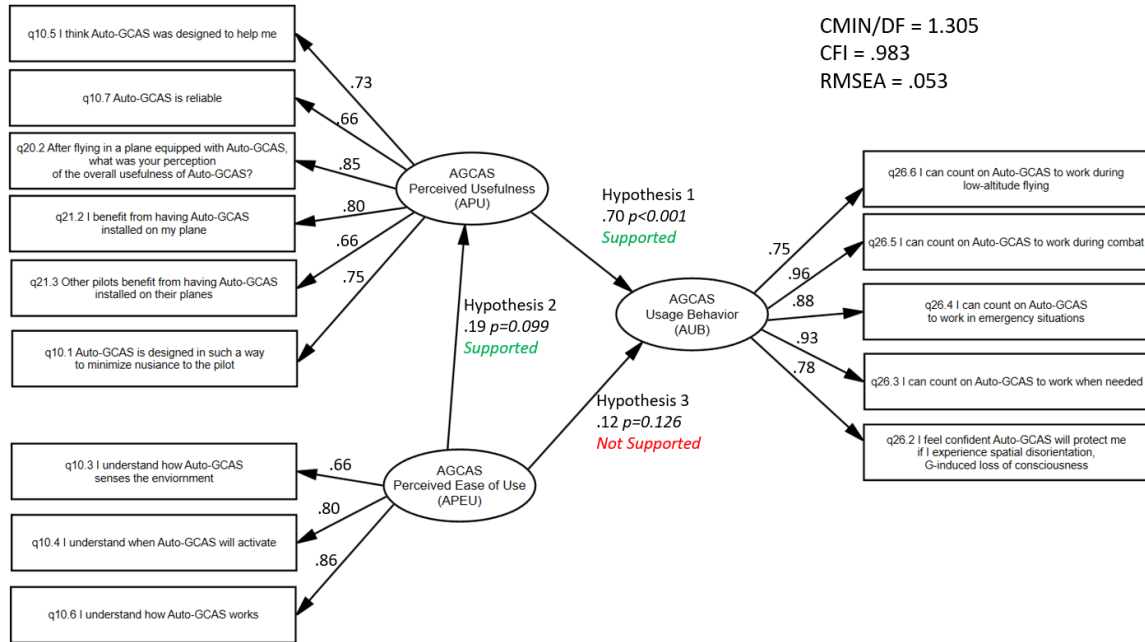 q10.5 I think Auto-GCAS was designed to help me
q10.7 Auto-GCAS is reliable
q20.2 After flying in a plane equipped with Auto-GCAS,
what was your perception
of the overall usefulness of Auto-GCAS?
q21.2 I benefit from having Auto-GCAS
installed on my plane
q21.3 Other pilots benefit from having Auto-GCAS
installed on their planes
q10.1 Auto-GCAS is designed in such a way
to minimize nusiance to the pilot
.73
.66
.85
.80
.66
.75
AGCAS
Perceived Usefulness
(APU)
q10.3 I understand how Auto-GCAS
senses the enviornment
q10.4 I understand when Auto-GCAS will activate
q10.6 I understand how Auto-GCAS works
.66
.80
.86
AGCAS
Perceived Ease of Use
(APEU)
Hypothesis 1
.70 p<0.001
Supported
Hypothesis 2
.19 p=0.099
Supported
Hypothesis 3
.12 p=0.126
Not Supported
AGCAS
Usage Behavior
(AUB)
CMIN/DF = 1.305
CFI = .983
RMSEA = .053
.75
.96
.88
.93
.78
q26.6 I can count on Auto-GCAS to work during
low-altitude flying
q26.5 I can count on Auto-GCAS to work during combat
q26.4 I can count on Auto-GCAS
to work in emergency situations
q26.3 I can count on Auto-GCAS to work when needed
q26.2 I feel confident Auto-GCAS will protect me
if I experience spatial disorientation,
G-induced loss of consciousness